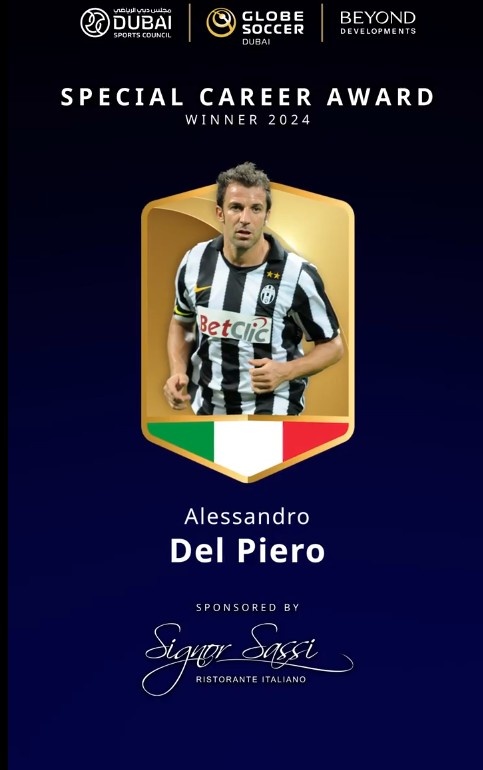 مجلس دبي الرياضي
DUBAI
SPORTS COUNCIL
GLOBE
SOCCER
DUBAI
BEYOND
DEVELOPMENTS
SPECIAL CAREER AWARD
WINNER 2024
BetClic
Alessandro
Del Piero
SPONSORED BY
Signor Sassi
RISTORANTE ITALIANO